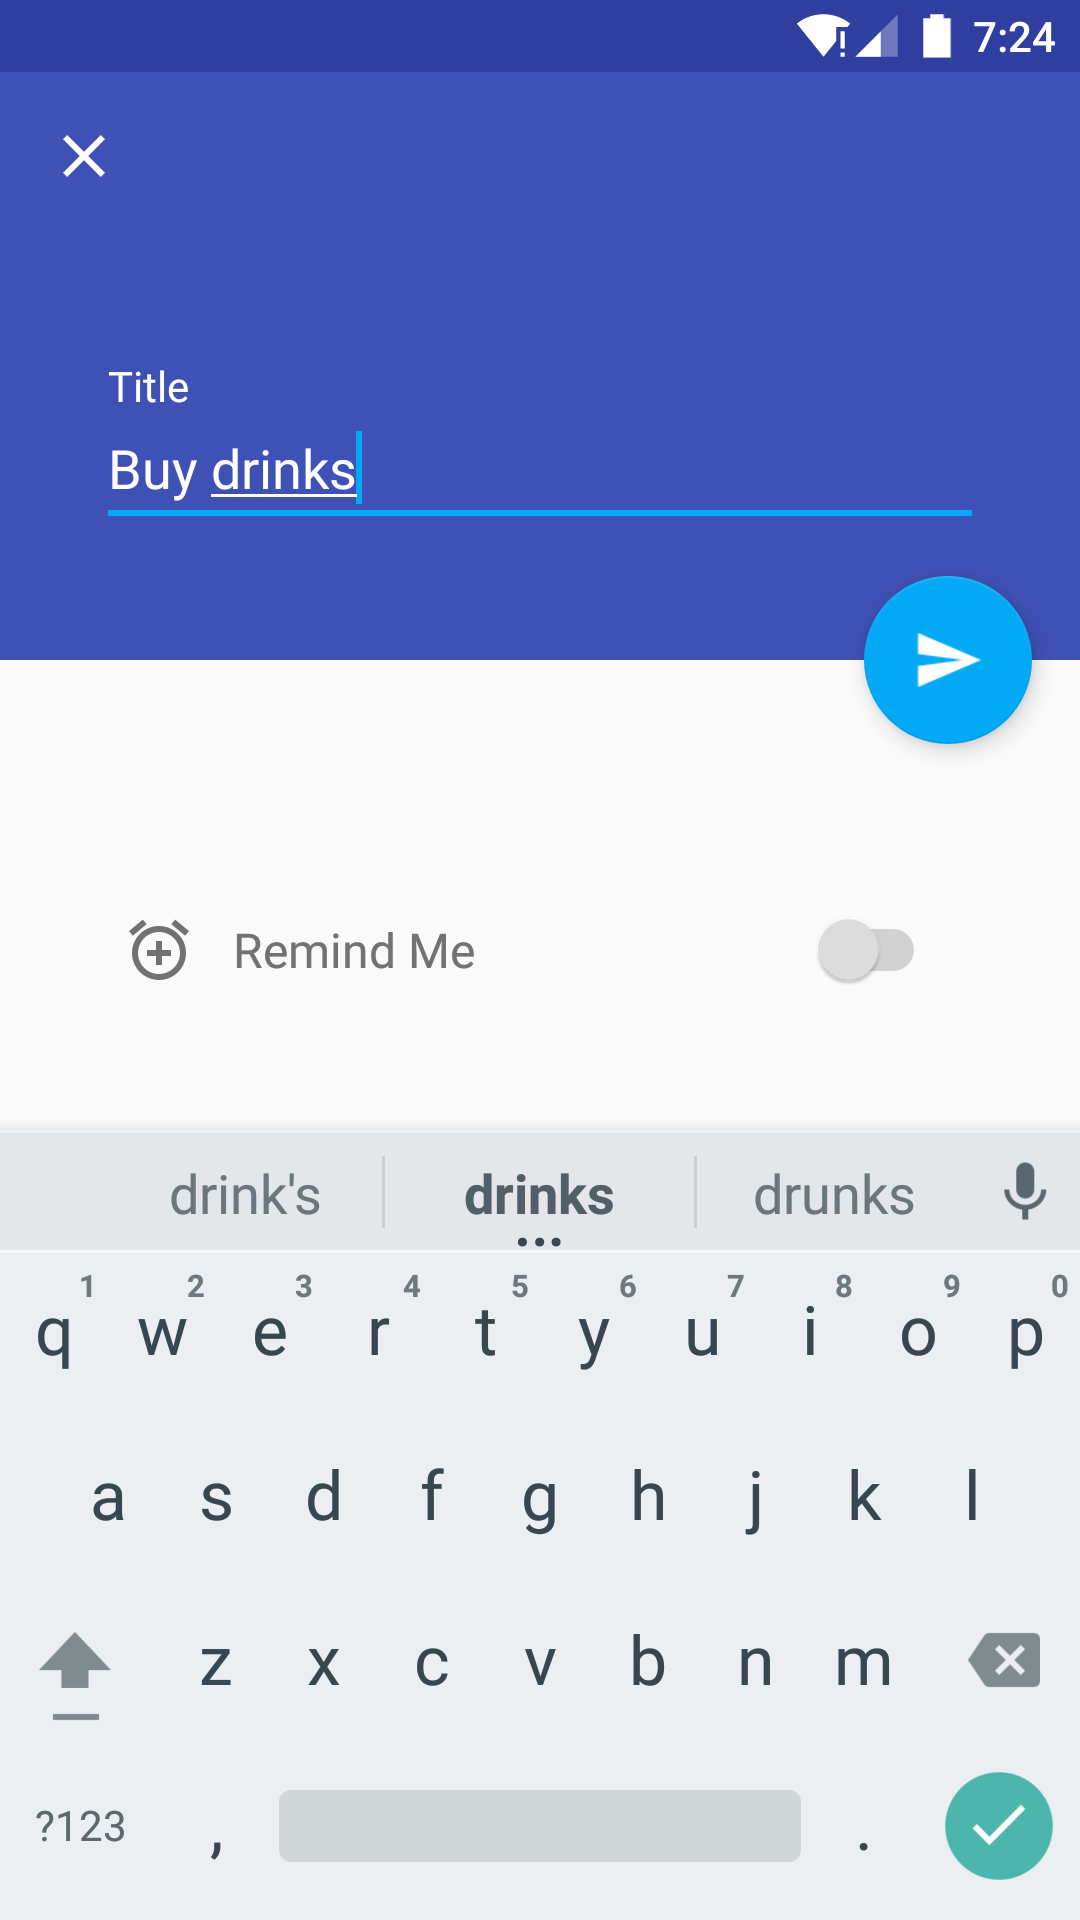 7:24
Title
Buy drinks
Remind Me
drink's drinks drunks
1 2 3 4 5 6 7 8 9 0
q w e r t y u i o p
a s d f g h j k l
z x c v b n m
?123 , .